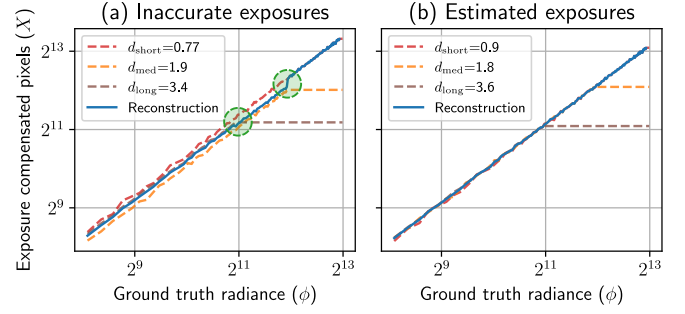 (a) Inaccurate exposures
(b) Estimated exposures
Exposure compensated pixels (X)
2^13
2^11
2^9
d_short=0.77
d_med=1.9
d_long=3.4
Reconstruction
2^9
2^11
2^13
Ground truth radiance (ϕ)
d_short=0.9
d_med=1.8
d_long=3.6
Reconstruction
2^9
2^11
2^13
Ground truth radiance (ϕ)